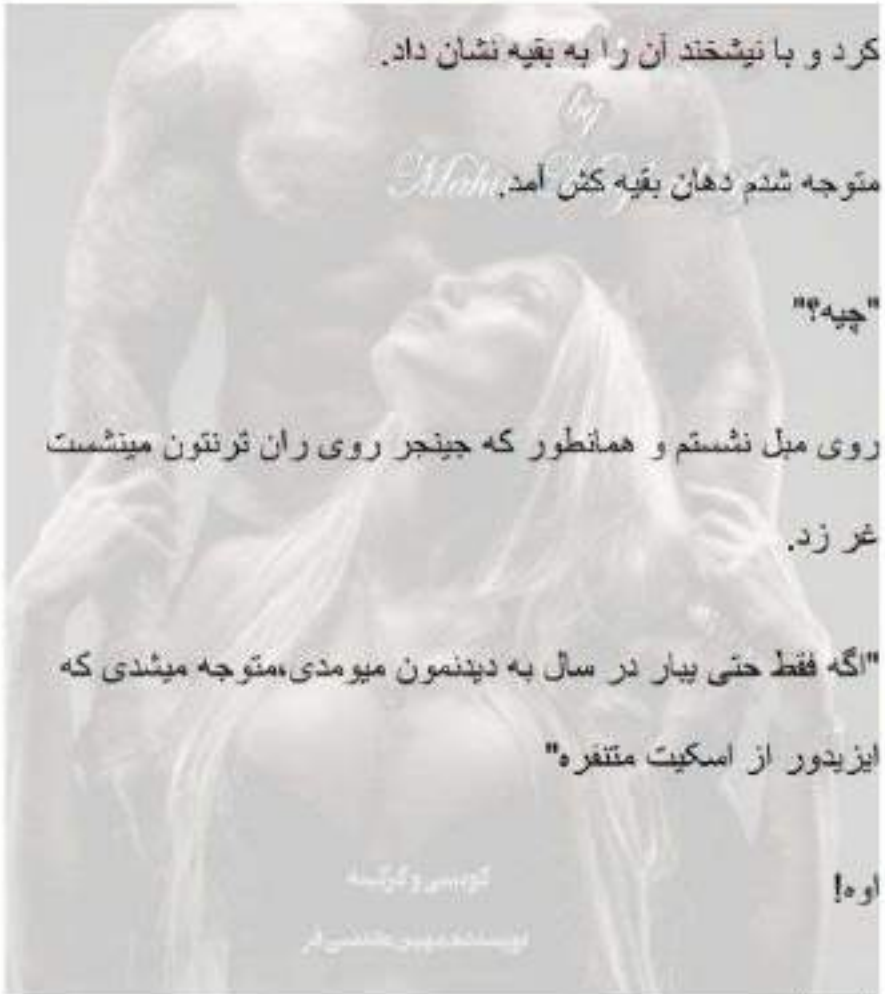 کرد و با نیشخند آن را به بقیه نشان داد.
by
متوجه شدم دهان بقیه کش آمد.
"چیه؟"
روی مبل نشستم و همانطور که جینجر روی ران ترنتون مینشست
غر زد.
"اگه فقط حتی یبار در سال به دیدنمون میومدی،متوجه میشدی که
ایزیدور از اسکیت متنفره"
اوه!
نویسنده